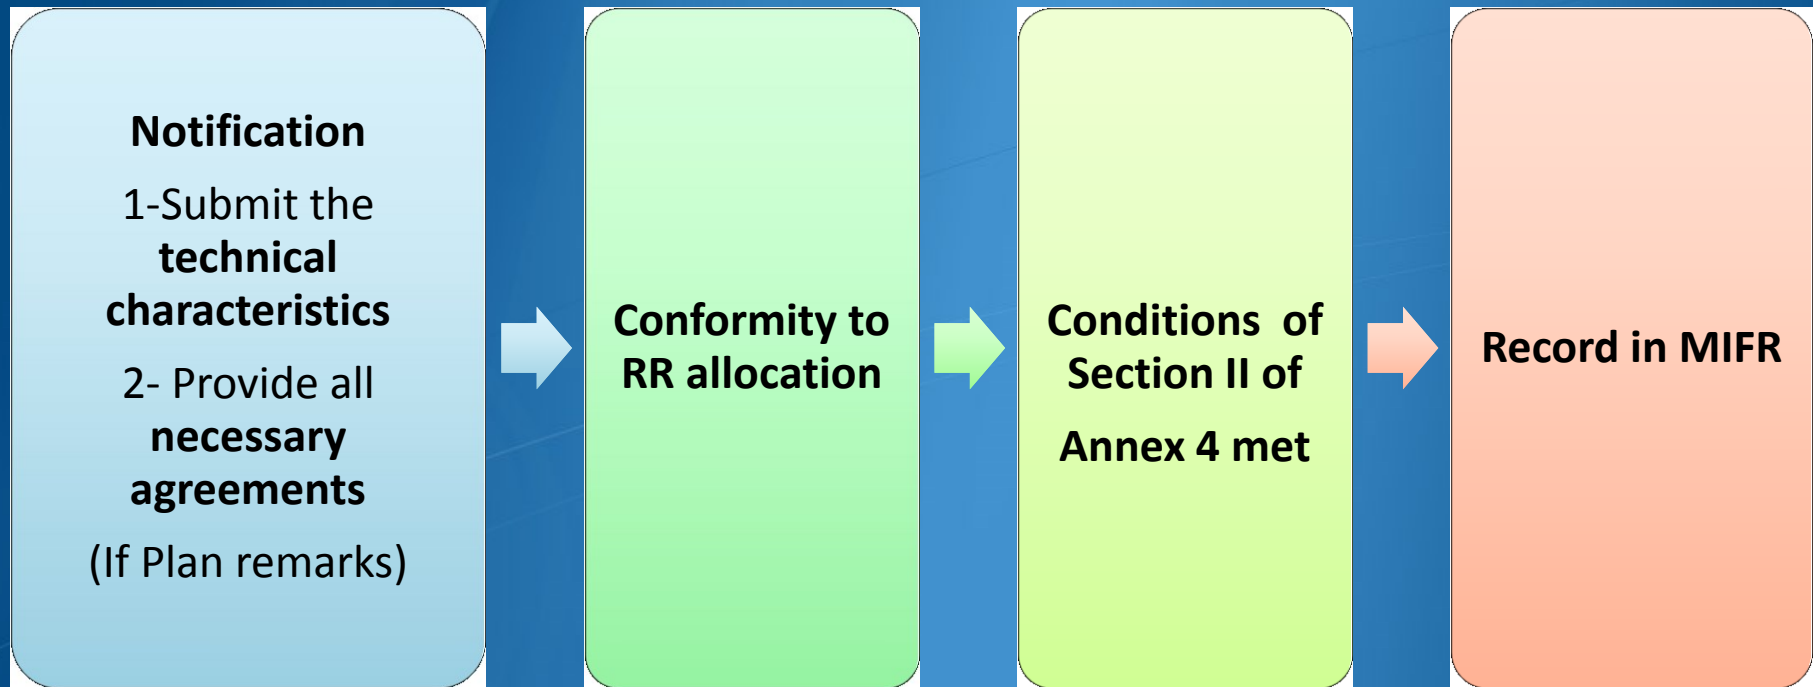 Notification
1-Submit the
technical
characteristics
2- Provide all
necessary
agreements
(If Plan remarks)
Conformity to
RR allocation
Conditions of
Section II of
Annex 4 met
Record in MIFR